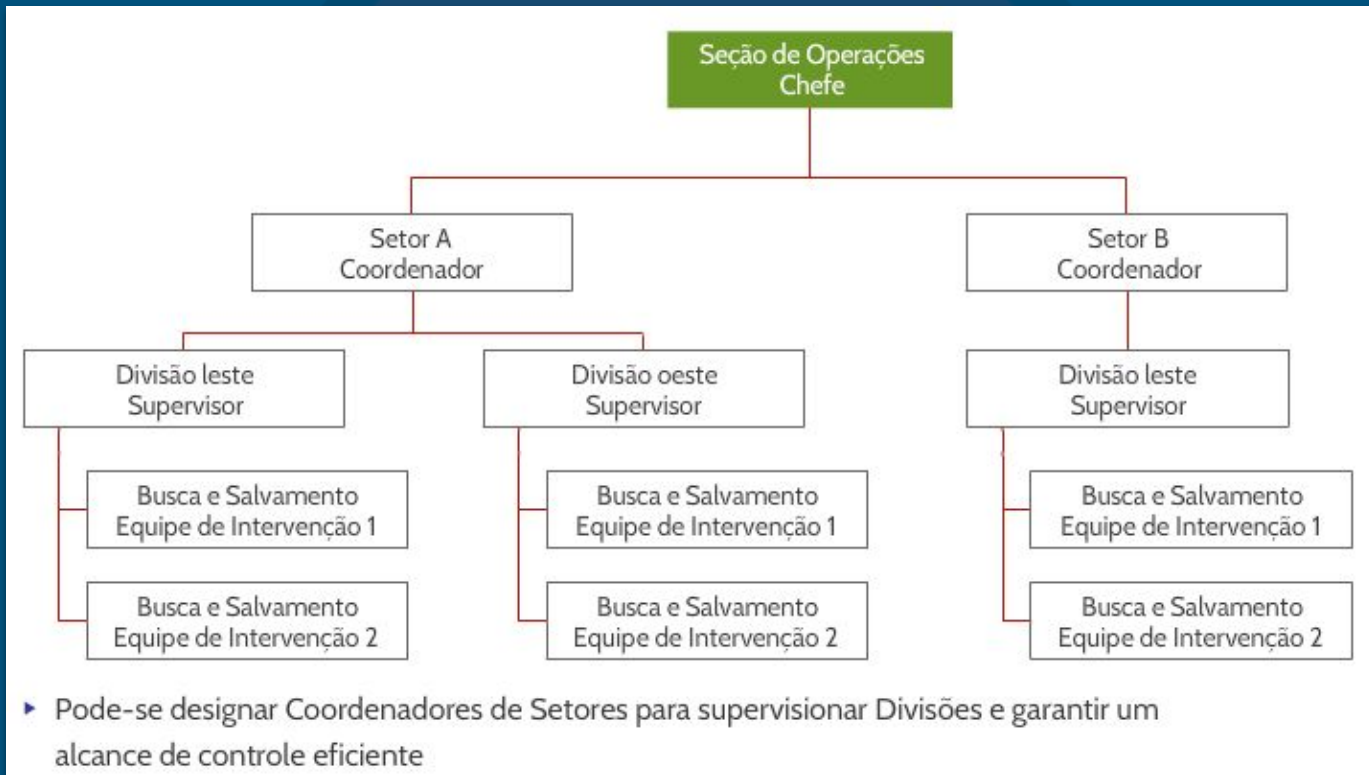 Seção de Operações
Chefe
Setor A
Coordenador
Setor B
Coordenador
Divisão leste
Supervisor
Divisão oeste
Supervisor
Divisão leste
Supervisor
Busca e Salvamento
Equipe de Intervenção 1
Busca e Salvamento
Equipe de Intervenção 1
Busca e Salvamento
Equipe de Intervenção 1
Busca e Salvamento
Equipe de Intervenção 2
Busca e Salvamento
Equipe de Intervenção 2
Busca e Salvamento
Equipe de Intervenção 2
Pode-se designar Coordenadores de Setores para supervisionar Divisões e garantir um
alcance de controle eficiente